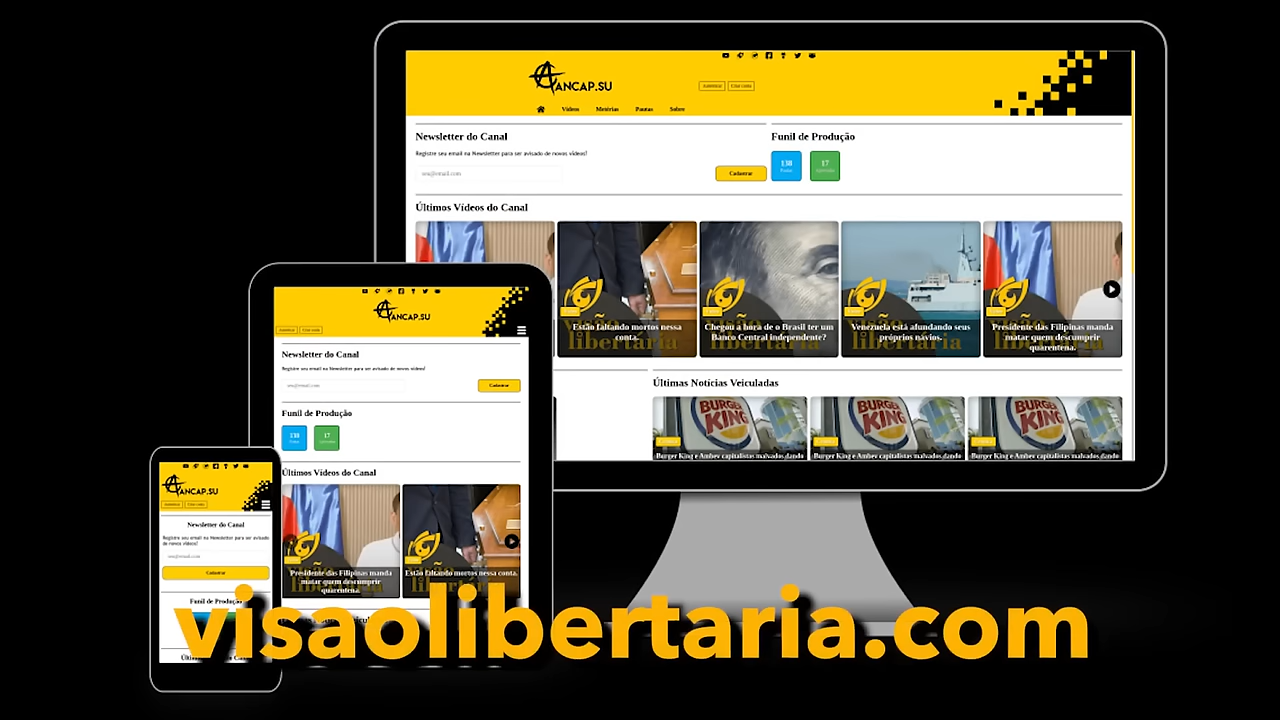 ANCAP.SU
Autenticar Criar conta
Vídeos Matérias Pautas Sobre
Newsletter do Canal
Registre seu email na Newsletter para ser avisado de novos vídeos!
seu@email.com
Cadastrar
Funil de Produção
138
17
Últimos Vídeos do Canal
Estão faltando mortos nessa
conta.
Chegou a hora de o Brasil ter um
Banco Central independente?
Venezuela está afundando seus
próprios navios.
Presidente das Filipinas manda
matar quem descumprir
quarentena.
visão
libertária
Últimas Notícias Veiculadas
BURGER
KING
BURGER
KING
BURGER
KING
Burger King e Ambev capitalistas malvados dando
Burger King e Ambev capitalistas malvados dando
Burger King e Ambev capitalistas malvados dando
ANCAP.SU
Newsletter do Canal
Registre seu email na Newsletter para ser avisado de novos vídeos!
seu@email.com
Cadastrar
Funil de Produção
138
17
Últimos Vídeos do Canal
Presidente das Filipinas manda
matar quem descumprir
quarentena.
Estão faltando mortos nessa conta.
ANCAP.SU
Newsletter do Canal
Registre seu email na Newsletter para ser avisado
de novos vídeos!
seu@email.com
Cadastrar
Funil de Produção
visaolibertaria.com